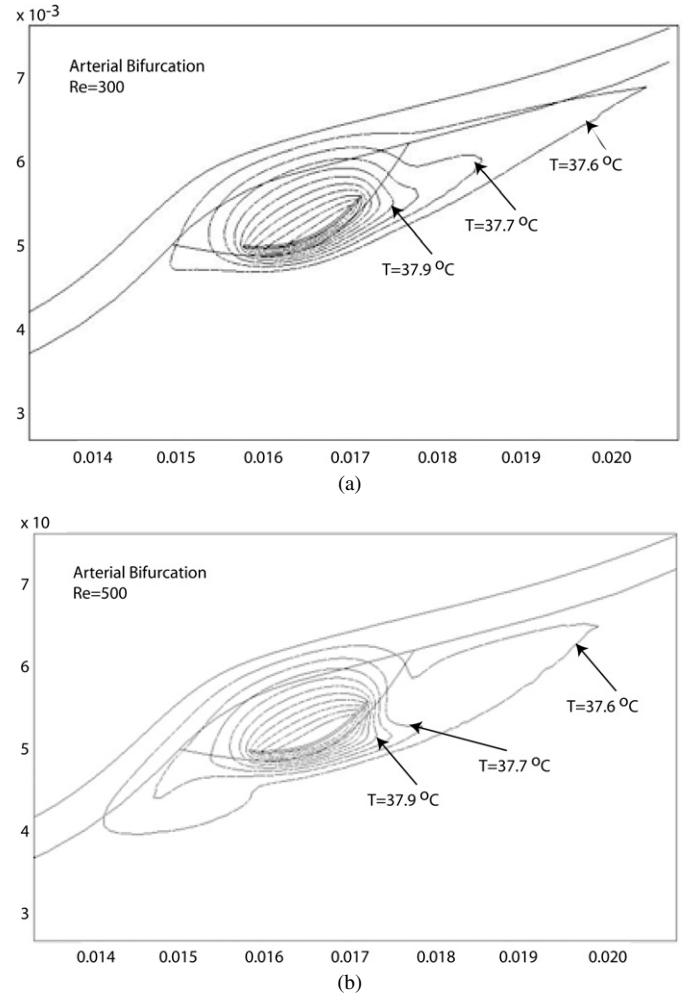 x 10-3
Arterial Bifurcation
Re=300
7
6
5
4
3
T=37.6 ºC
T=37.7 ºC
T=37.9 ºC
0.014 0.015 0.016 0.017 0.018 0.019 0.020
(a)
x 10
Arterial Bifurcation
Re=500
7
6
5
4
3
T=37.6 ºC
T=37.7 ºC
T=37.9 ºC
0.014 0.015 0.016 0.017 0.018 0.019 0.020
(b)